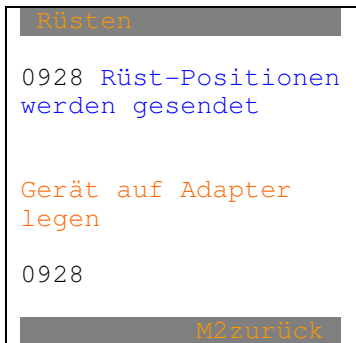 Rüsten
0928 Rüst-Positionen
werden gesendet
Gerät auf Adapter
legen
0928
M2zurück